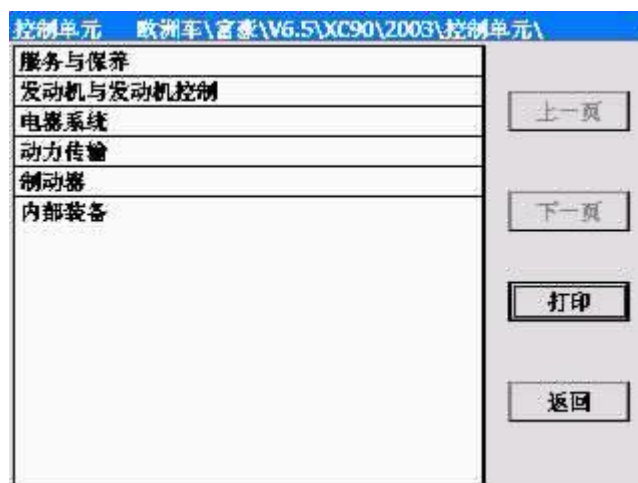 控制单元 欧洲车\富豪\V6.5\XC90\2003\控制单元\
服务与保养
发动机与发动机控制
电器系统
动力传输
制动器
内部装备
上一页
下一页
打印
返回